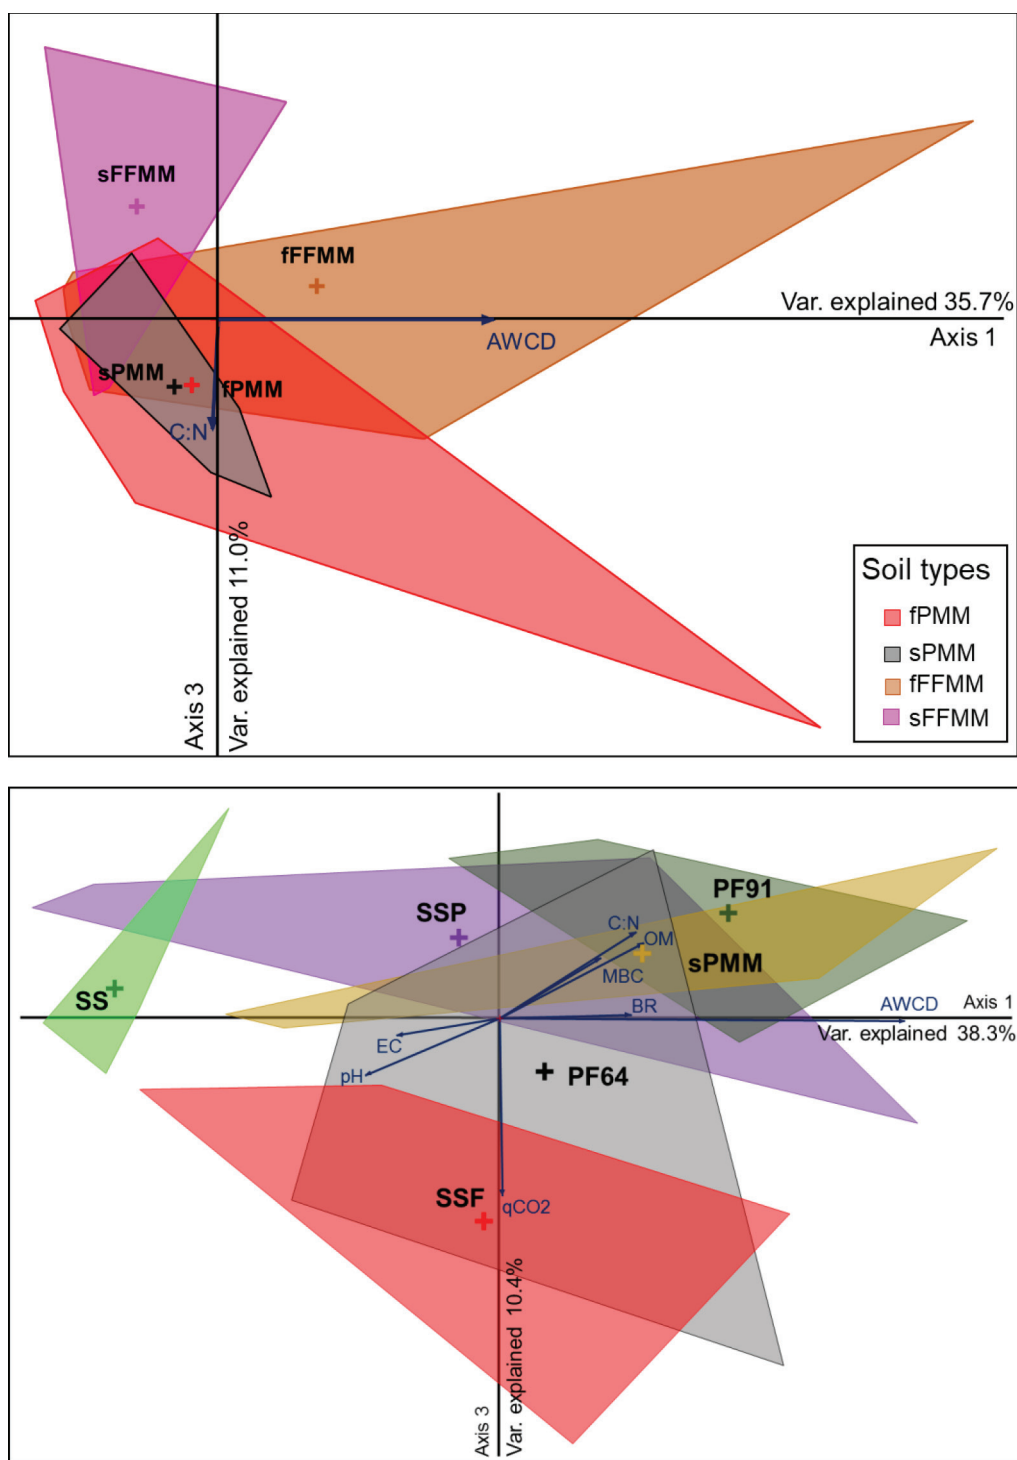 sFFMM
fFFMM
Var. explained 35.7%
AWCD
Axis 1
sPMM
fPMM
C:N
Axis 3
Var. explained 11.0%
Soil types
fPMM
sPMM
fFFMM
sFFMM
PF91
SSP
C:N
OM
sPMM
MBC
SS
BR
AWCD
Axis 1
Var. explained 38.3%
EC
pH
PF64
SSF
qCO2
Axis 3
Var. explained 10.4%